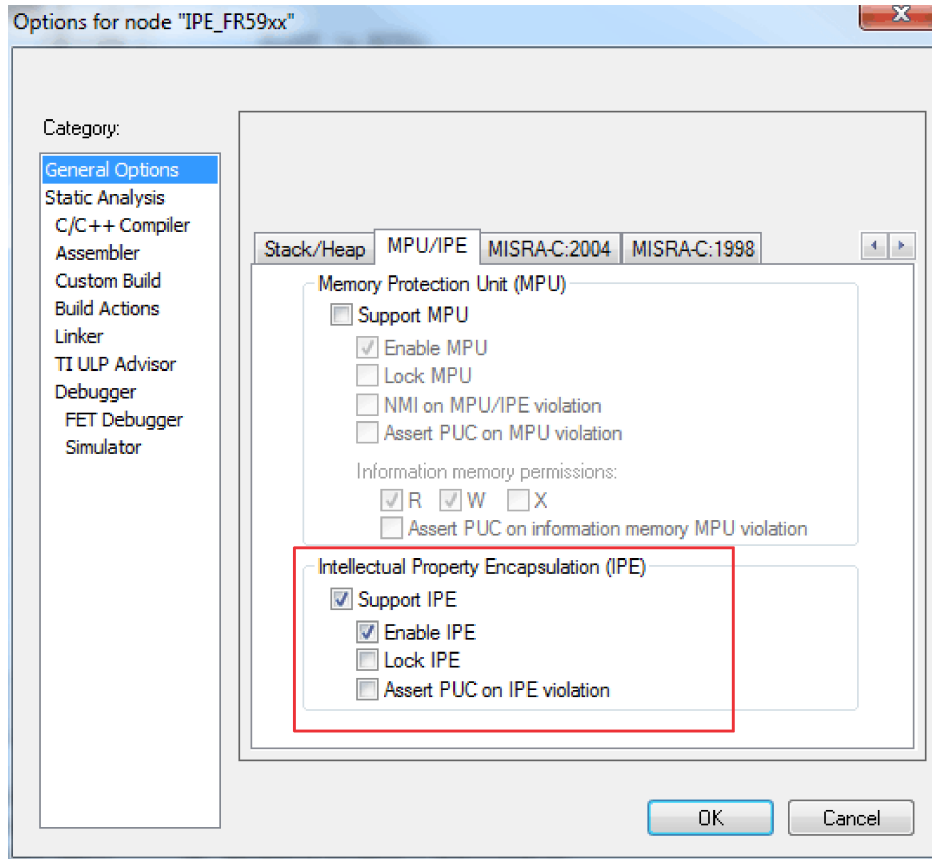 Options for node "IPE_FR59xx"
Category:
General Options
Static Analysis
C/C++ Compiler
Assembler
Custom Build
Build Actions
Linker
TI ULP Advisor
Debugger
FET Debugger
Simulator
Stack/Heap MPU/IPE MISRA-C:2004 MISRA-C:1998
Memory Protection Unit (MPU)
Support MPU
Enable MPU
Lock MPU
NMI on MPU/IPE violation
Assert PUC on MPU violation
Information memory permissions:
R W X
Assert PUC on information memory MPU violation
Intellectual Property Encapsulation (IPE)
Support IPE
Enable IPE
Lock IPE
Assert PUC on IPE violation
OK Cancel